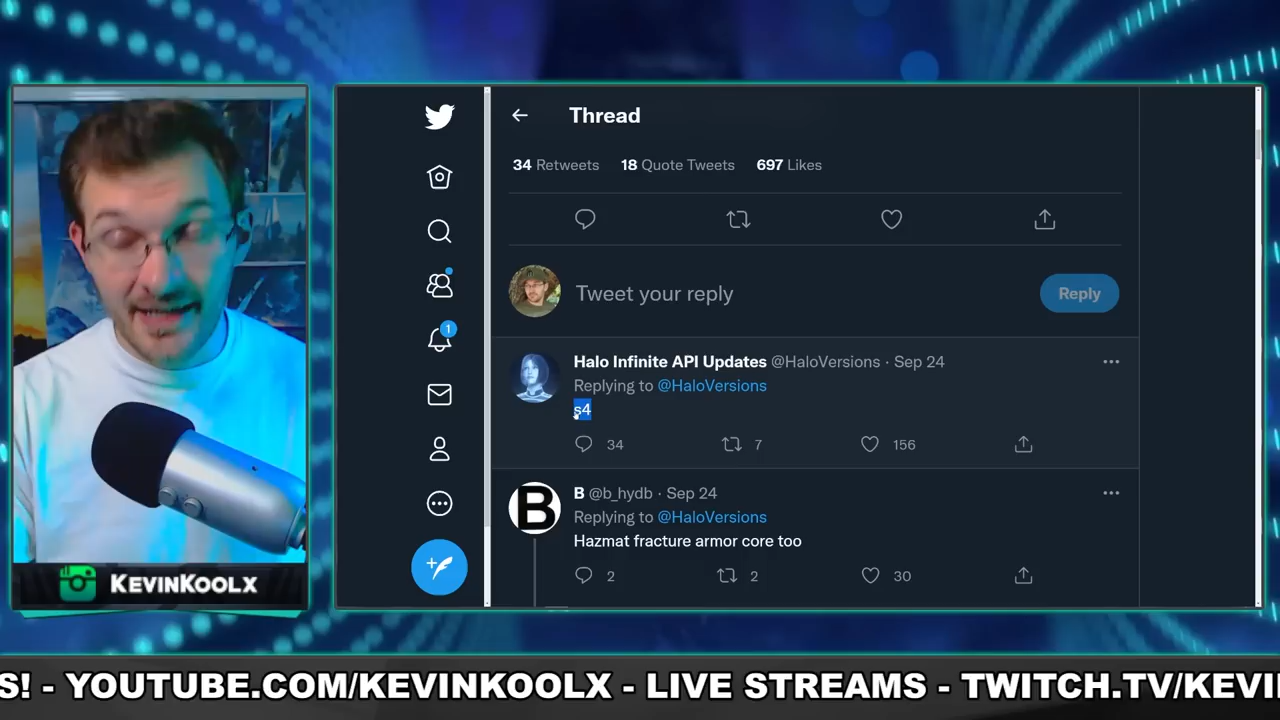 Thread
34 Retweets 18 Quote Tweets 697 Likes
Tweet your reply
Reply
Halo Infinite API Updates @HaloVersions · Sep 24
Replying to @HaloVersions
s4
34 7 156
1
B @b_hydb · Sep 24
Replying to @HaloVersions
Hazmat fracture armor core too
2 2 30
B
KEVINKOOLX
S! - YOUTUBE.COM/KEVINKOOLX - LIVE STREAMS - TWITCH.TV/KEVI